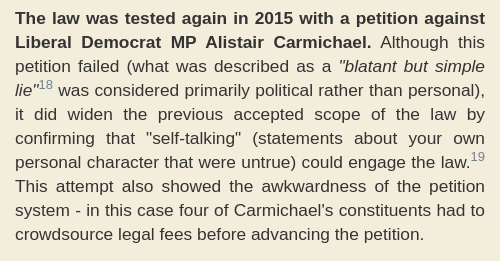 The law was tested again in 2015 with a petition against
Liberal Democrat MP Alistair Carmichael. Although this
petition failed (what was described as a "blatant but simple
lie"18 was considered primarily political rather than personal),
it did widen the previous accepted scope of the law by
confirming that "self-talking" (statements about your own
personal character that were untrue) could engage the law.19
This attempt also showed the awkwardness of the petition
system - in this case four of Carmichael's constituents had to
crowdsource legal fees before advancing the petition.